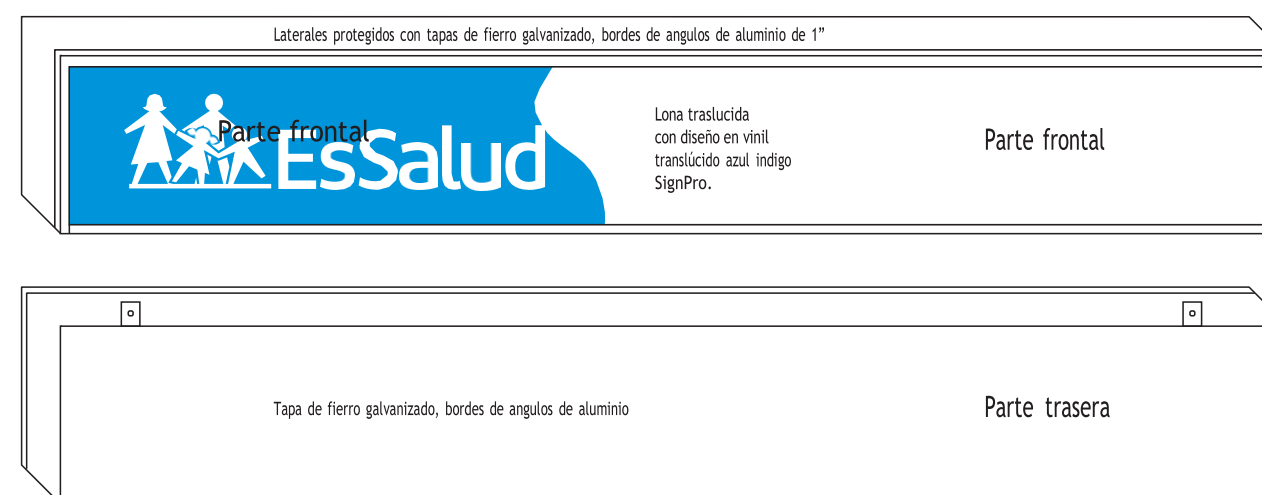 Laterales protegidos con tapas de fierro galvanizado, bordes de angulos de aluminio de 1”
Parte frontal
EsSalud
Lona traslucida
con diseño en vinil
translúcido azul indigo
SignPro.
Parte frontal
Tapa de fierro galvanizado, bordes de angulos de aluminio
Parte trasera